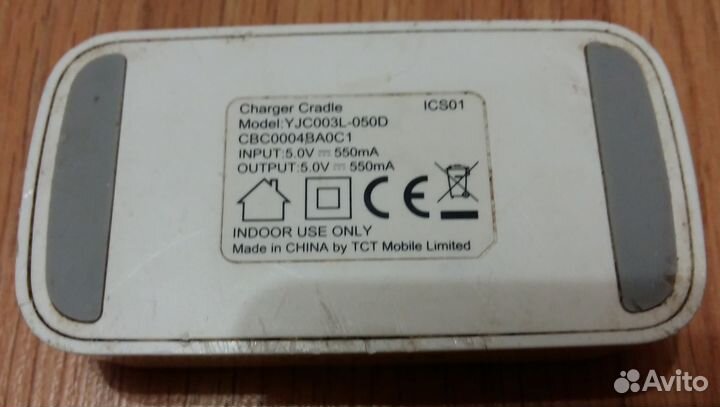 Charger Cradle ICS01
Model:YJC003L-050D
CBC0004BA0C1
INPUT:5.0V ⎓ 550mA
OUTPUT:5.0V ⎓ 550mA
CE
INDOOR USE ONLY
Made in CHINA by TCT Mobile Limited
Avito